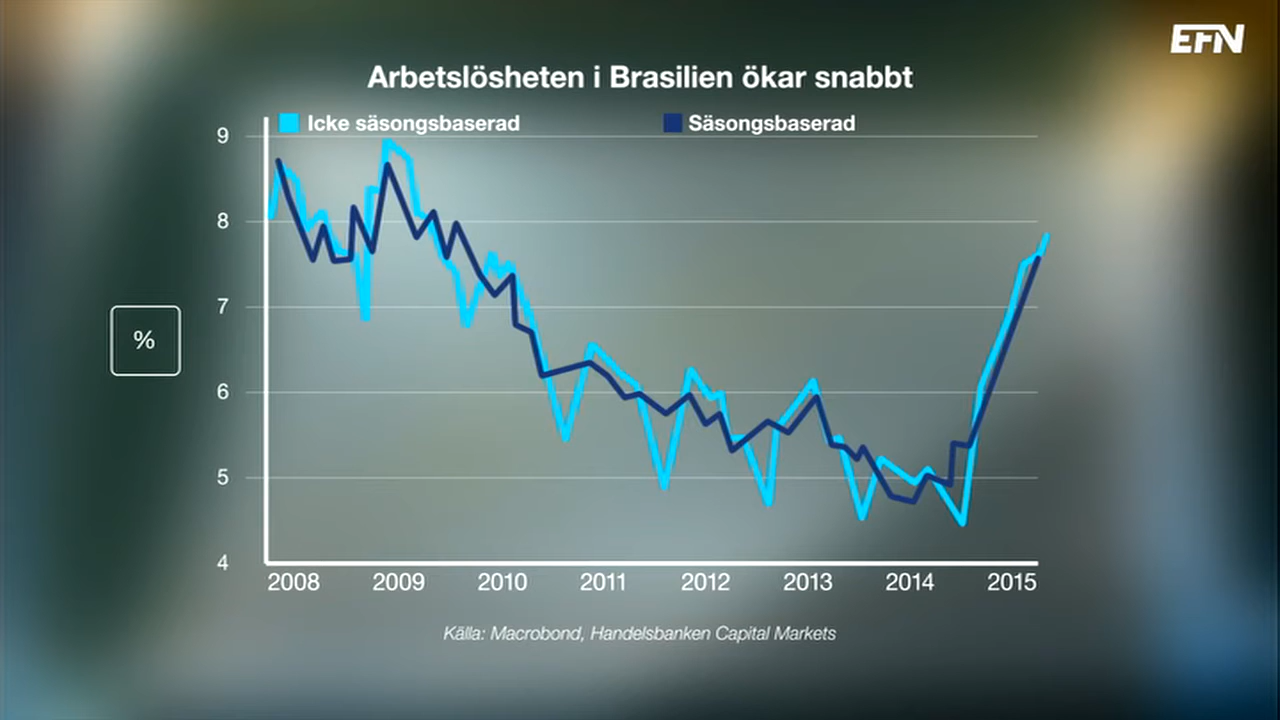 EFN
Arbetslösheten i Brasilien ökar snabbt
Icke säsongsbaserad Säsongsbaserad
9
8
7
%
6
5
4
2008 2009 2010 2011 2012 2013 2014 2015
Källa: Macrobond, Handelsbanken Capital Markets